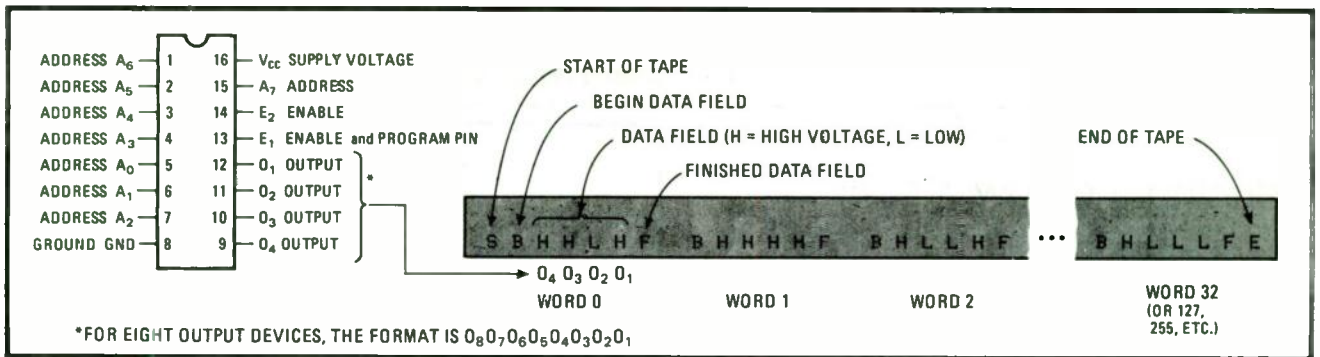 ADDRESS A6 1 16 VCC SUPPLY VOLTAGE
ADDRESS A5 2 15 A7 ADDRESS
ADDRESS A4 3 14 E2 ENABLE
ADDRESS A3 4 13 E1 ENABLE and PROGRAM PIN
ADDRESS A0 5 12 O1 OUTPUT
ADDRESS A1 6 11 O2 OUTPUT
ADDRESS A2 7 10 O3 OUTPUT
GROUND GND 8 9 O4 OUTPUT
*
START OF TAPE
BEGIN DATA FIELD
DATA FIELD (H = HIGH VOLTAGE, L = LOW)
END OF TAPE
FINISHED DATA FIELD
S B H H L H F B H H H H F B H L L H F ... B H L L L F E
O4 O3 O2 O1
WORD 0 WORD 1 WORD 2 WORD 32
(OR 127,
255, ETC.)
*FOR EIGHT OUTPUT DEVICES, THE FORMAT IS O8O7O6O5O4O3O2O1